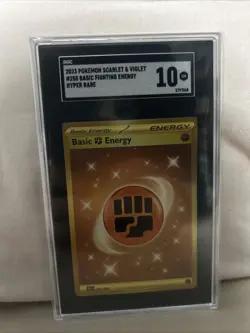 2023 POKEMON SCARLET & VIOLET
#258 BASIC FIGHTING ENERGY
HYPER RARE
10
Basic Energy
ENERGY
Basic Energy